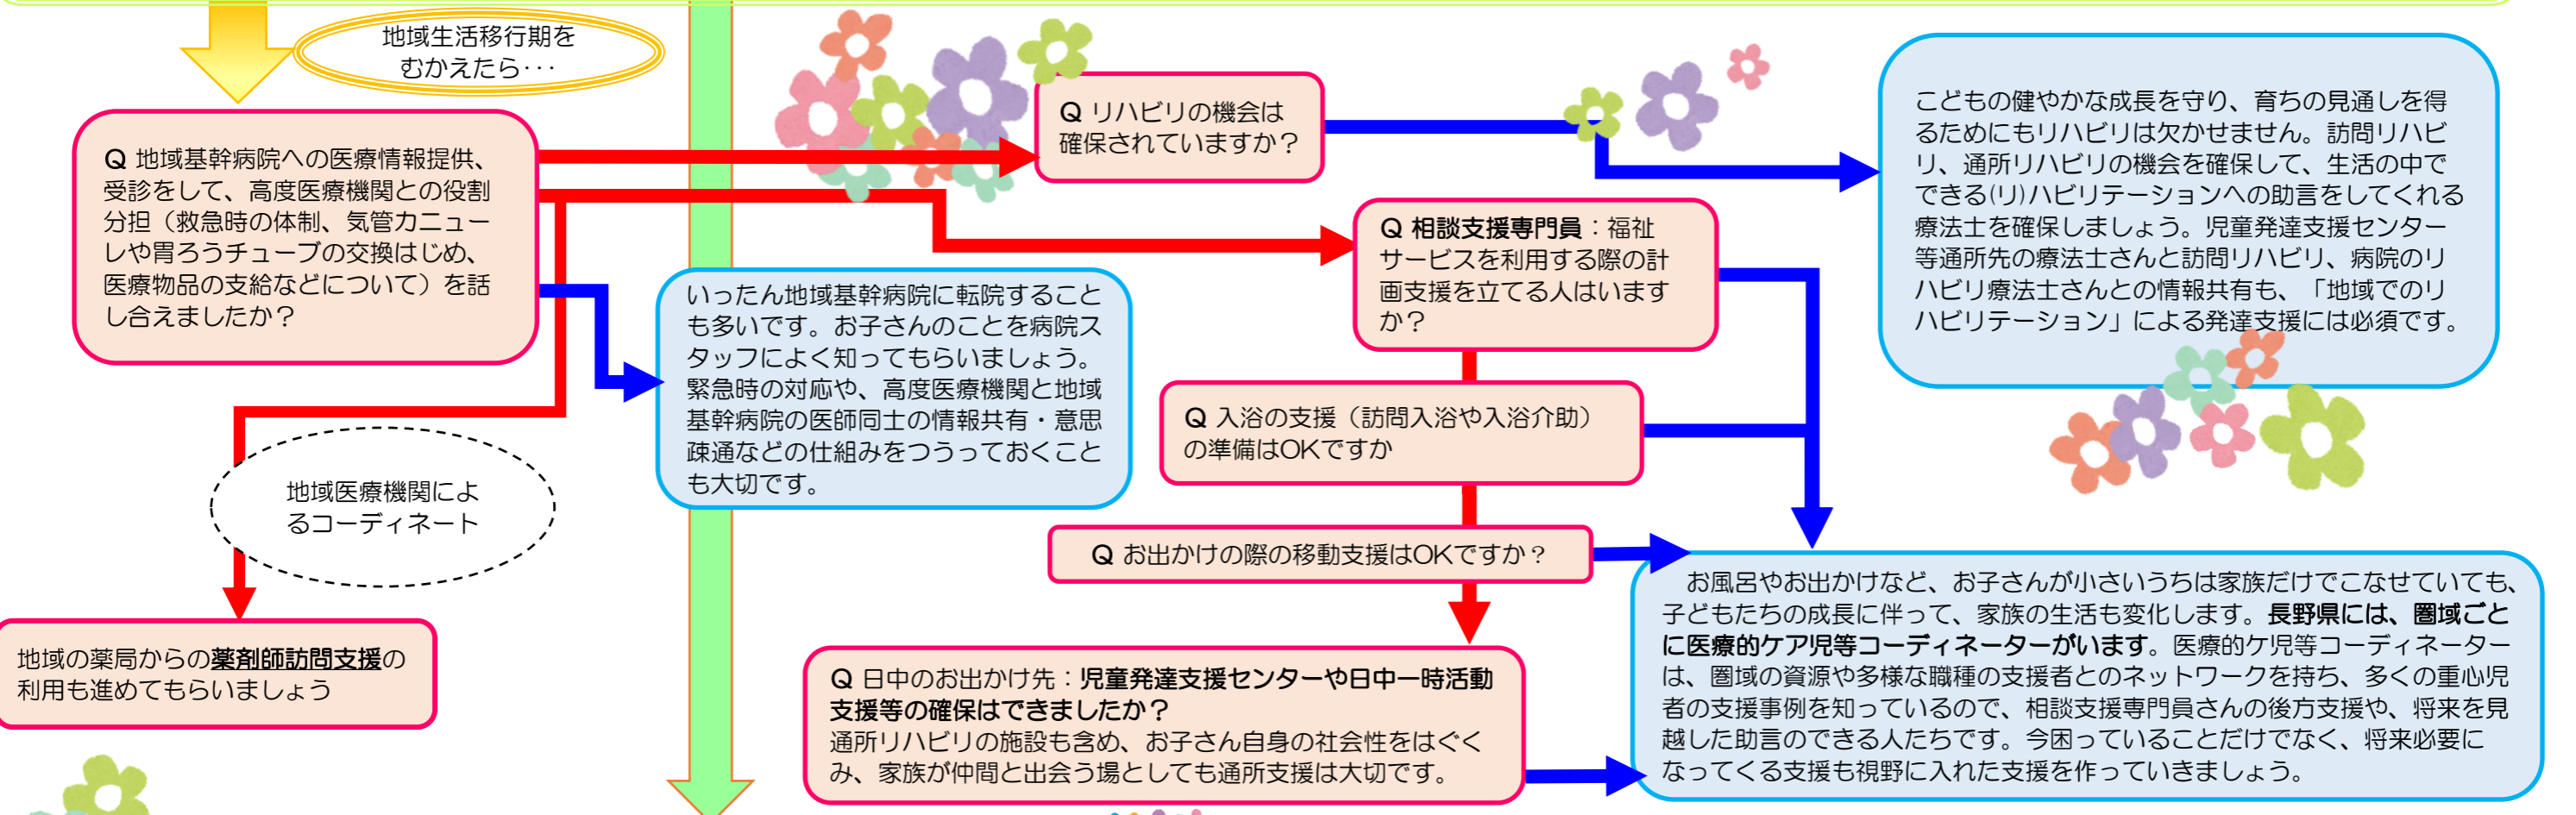 地域生活移行期を
むかえたら･･･
Q 地域基幹病院への医療情報提供、
受診をして、高度医療機関との役割
分担（救急時の体制、気管カニュー
レや胃ろうチューブの交換はじめ、
医療物品の支給などについて）を話
し合えましたか？
Q リハビリの機会は
確保されていますか？
こどもの健やかな成長を守り、育ちの見通しを得
るためにもリハビリは欠かせません。訪問リハビ
リ、通所リハビリの機会を確保して、生活の中で
できる(リ)ハビリテーションへの助言をしてくれる
療法士を確保しましょう。児童発達支援センター
等通所先の療法士さんと訪問リハビリ、病院のリ
ハビリ療法士さんとの情報共有も、「地域でのリ
ハビリテーション」による発達支援には必須です。
Q 相談支援専門員：福祉
サービスを利用する際の計
画支援を立てる人はいます
か？
いったん地域基幹病院に転院すること
も多いです。お子さんのことを病院ス
タッフによく知ってもらいましょう。
緊急時の対応や、高度医療機関と地域
基幹病院の医師同士の情報共有・意思
疎通などの仕組みをつうっておくこと
も大切です。
Q 入浴の支援（訪問入浴や入浴介助）
の準備はOKですか
地域医療機関によ
るコーディネート
Q お出かけの際の移動支援はOKですか？
地域の薬局からの薬剤師訪問支援の
利用も進めてもらいましょう
Q 日中のお出かけ先：児童発達支援センターや日中一時活動
支援等の確保はできましたか？
通所リハビリの施設も含め、お子さん自身の社会性をはぐく
み、家族が仲間と出会う場としても通所支援は大切です。
お風呂やお出かけなど、お子さんが小さいうちは家族だけでこなせていても、
子どもたちの成長に伴って、家族の生活も変化します。長野県には、圏域ごと
に医療的ケア児等コーディネーターがいます。医療的ケ児等コーディネーター
は、圏域の資源や多様な職種の支援者とのネットワークを持ち、多くの重心児
者の支援事例を知っているので、相談支援専門員さんの後方支援や、将来を見
越した助言のできる人たちです。今困っていることだけでなく、将来必要に
なってくる支援も視野に入れた支援を作っていきましょう。